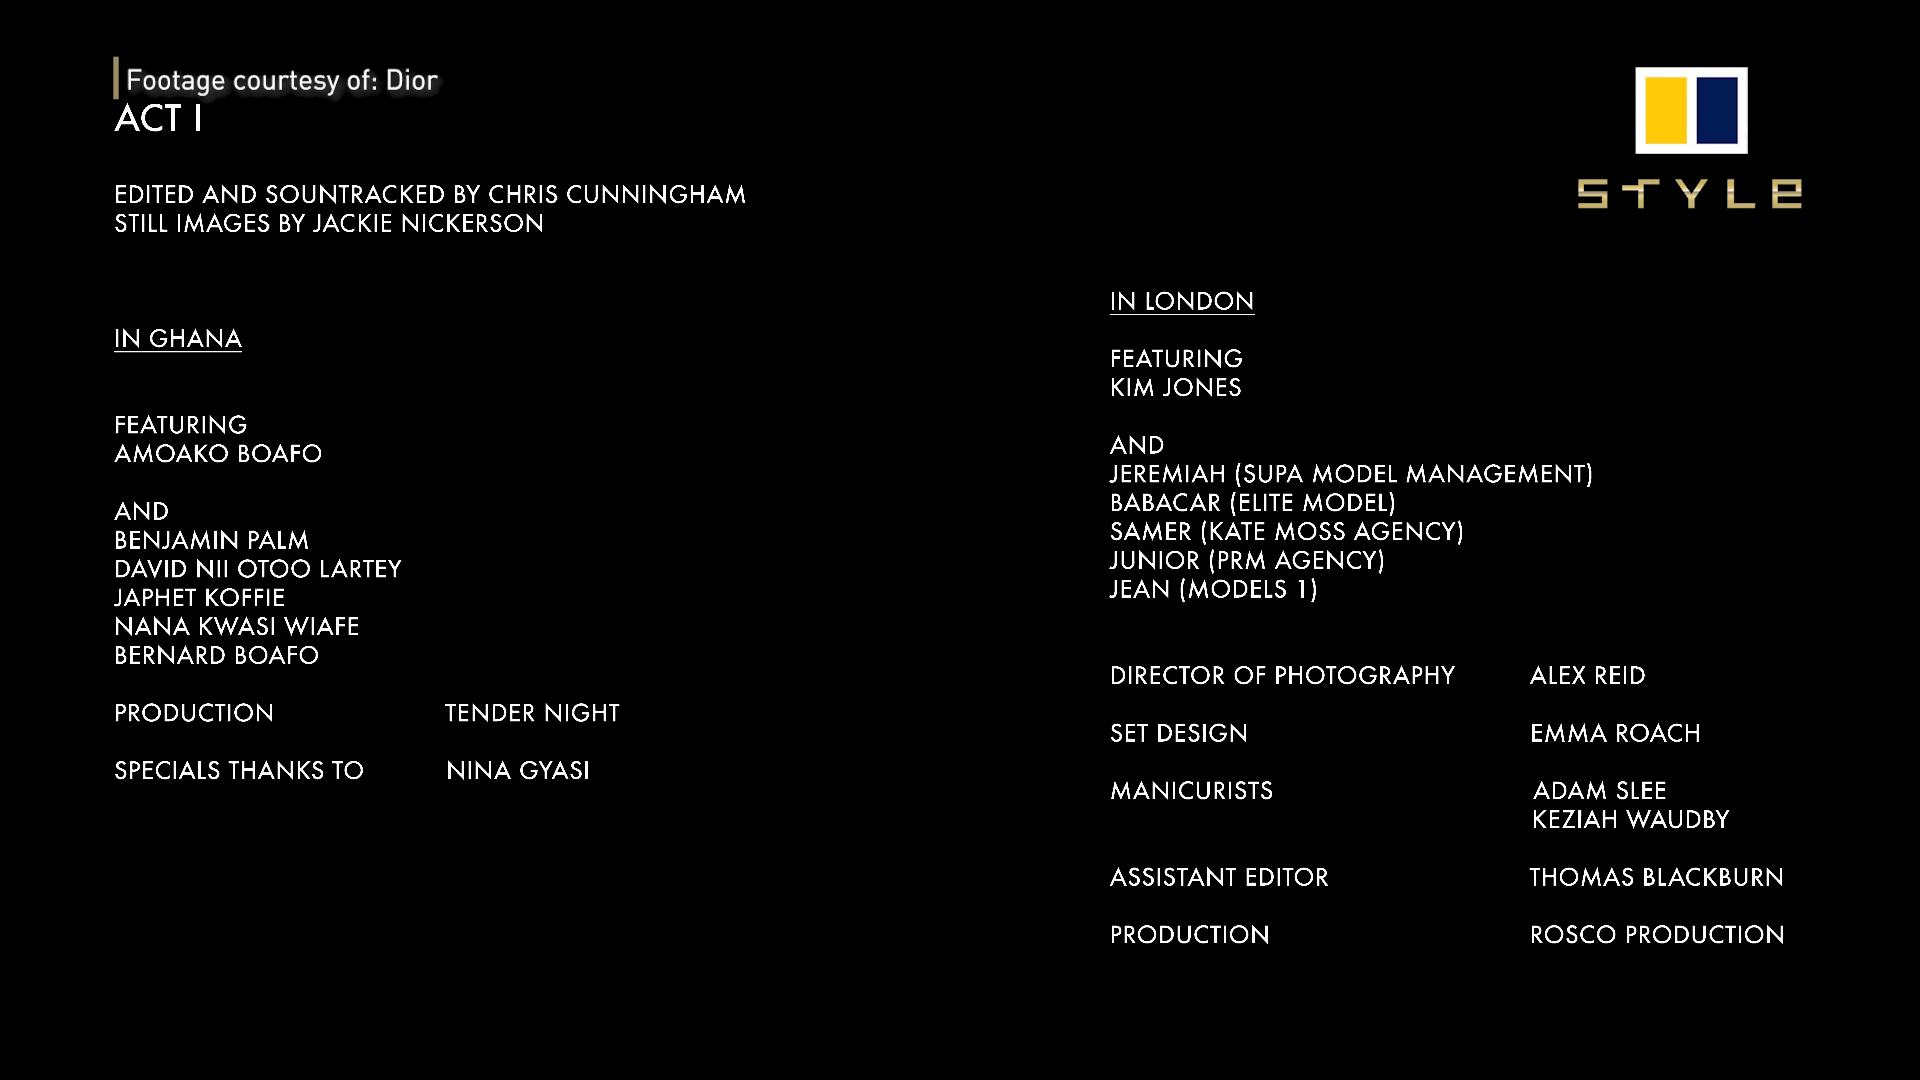 Footage courtesy of: Dior
ACT I
STYLE
EDITED AND SOUNTRACKED BY CHRIS CUNNINGHAM
STILL IMAGES BY JACKIE NICKERSON
IN GHANA
FEATURING
AMOAKO BOAFO
AND
BENJAMIN PALM
DAVID NII OTOO LARTEY
JAPHET KOFFIE
NANA KWASI WIAFE
BERNARD BOAFO
PRODUCTION TENDER NIGHT
SPECIALS THANKS TO NINA GYASI
IN LONDON
FEATURING
KIM JONES
AND
JEREMIAH (SUPA MODEL MANAGEMENT)
BABACAR (ELITE MODEL)
SAMER (KATE MOSS AGENCY)
JUNIOR (PRM AGENCY)
JEAN (MODELS 1)
DIRECTOR OF PHOTOGRAPHY ALEX REID
SET DESIGN EMMA ROACH
MANICURISTS ADAM SLEE
KEZIAH WAUDBY
ASSISTANT EDITOR THOMAS BLACKBURN
PRODUCTION ROSCO PRODUCTION